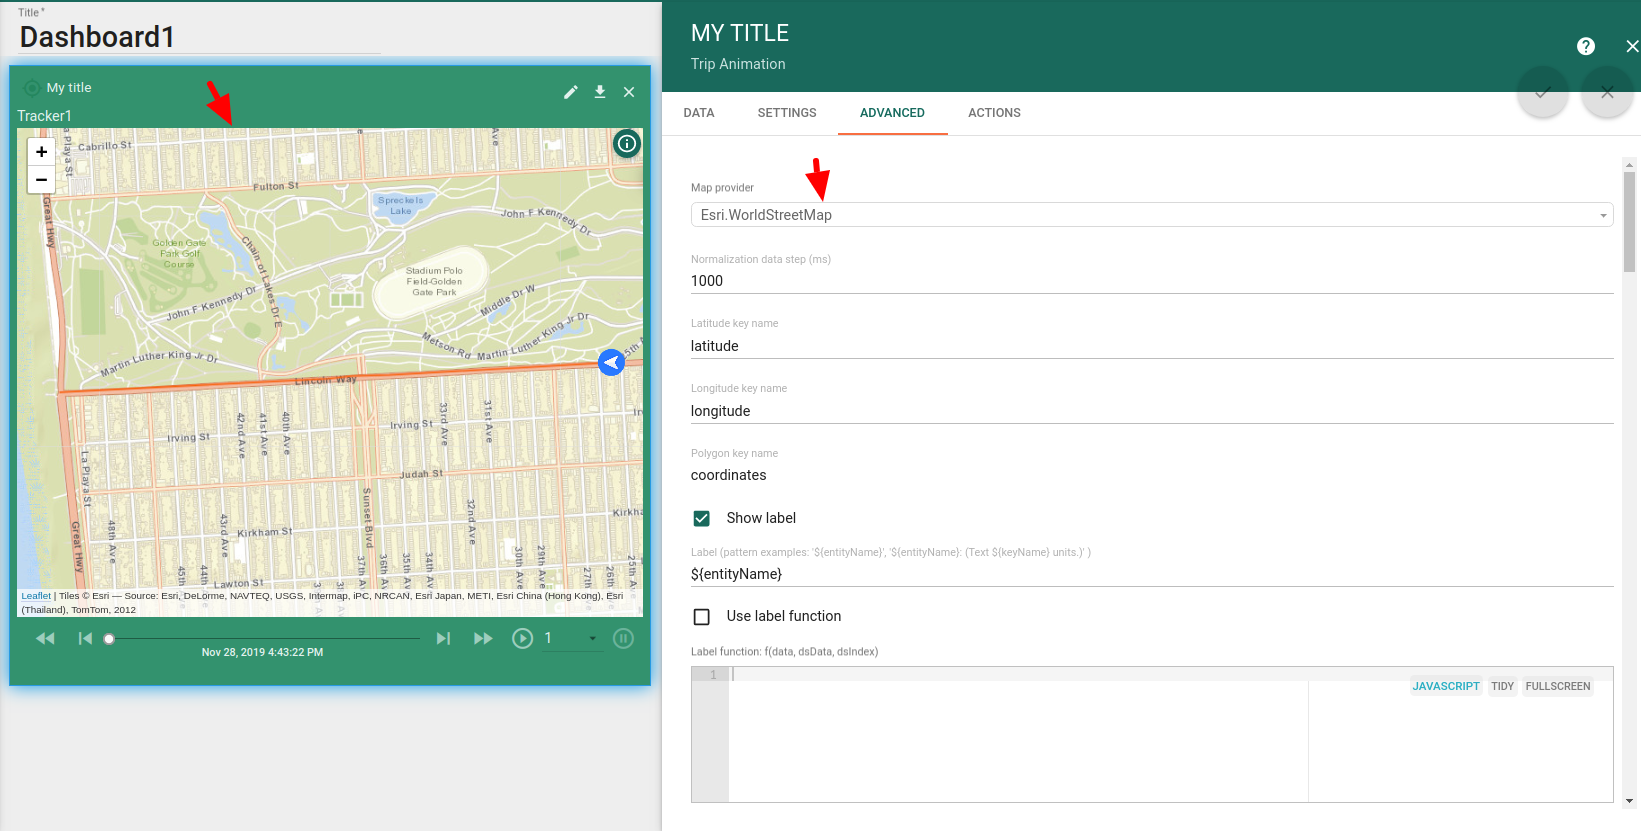 Title *
Dashboard1
My title
Tracker1
+
−
a Playa St
Cabrillo St
Ave
Fulton St
Great Hwy
Spreckels
Lake
John F Kennedy Dr
Golden Gate
Park Golf
Course
Chain of Lakes Dr E
Stadium Polo
Field-Golden
Gate Park
John F Kennedy Dr
Middle Dr W
Metson Rd
Martin Luther King Jr Dr
Martin Luther King Jr Dr
Lincoln Way
42nd Ave
41st Ave
40th Ave
33rd Ave
31st Ave
Irving St
Irving St
Judah St
La Playa St
Great Hwy
48th Ave
43rd Ave
Sunset Blvd
32nd Ave
Kirkham St
Kirkha
45th
44th
37th A
36th Ave
35th Ave
34th Ave
30th Ave
29th Ave
27th
26th
25th A
Lawton St
Leaflet | Tiles © Esri — Source: Esri, DeLorme, NAVTEQ, USGS, Intermap, iPC, NRCAN, Esri Japan, METI, Esri China (Hong Kong), Esri
(Thailand), TomTom, 2012
1
Nov 28, 2019 4:43:22 PM
MY TITLE
Trip Animation
DATA SETTINGS ADVANCED ACTIONS
Map provider
Esri.WorldStreetMap
Normalization data step (ms)
1000
Latitude key name
latitude
Longitude key name
longitude
Polygon key name
coordinates
Show label
Label (pattern examples: '${entityName}', '${entityName}: (Text ${keyName} units.)' )
${entityName}
Use label function
Label function: f(data, dsData, dsIndex)
1
JAVASCRIPT TIDY FULLSCREEN